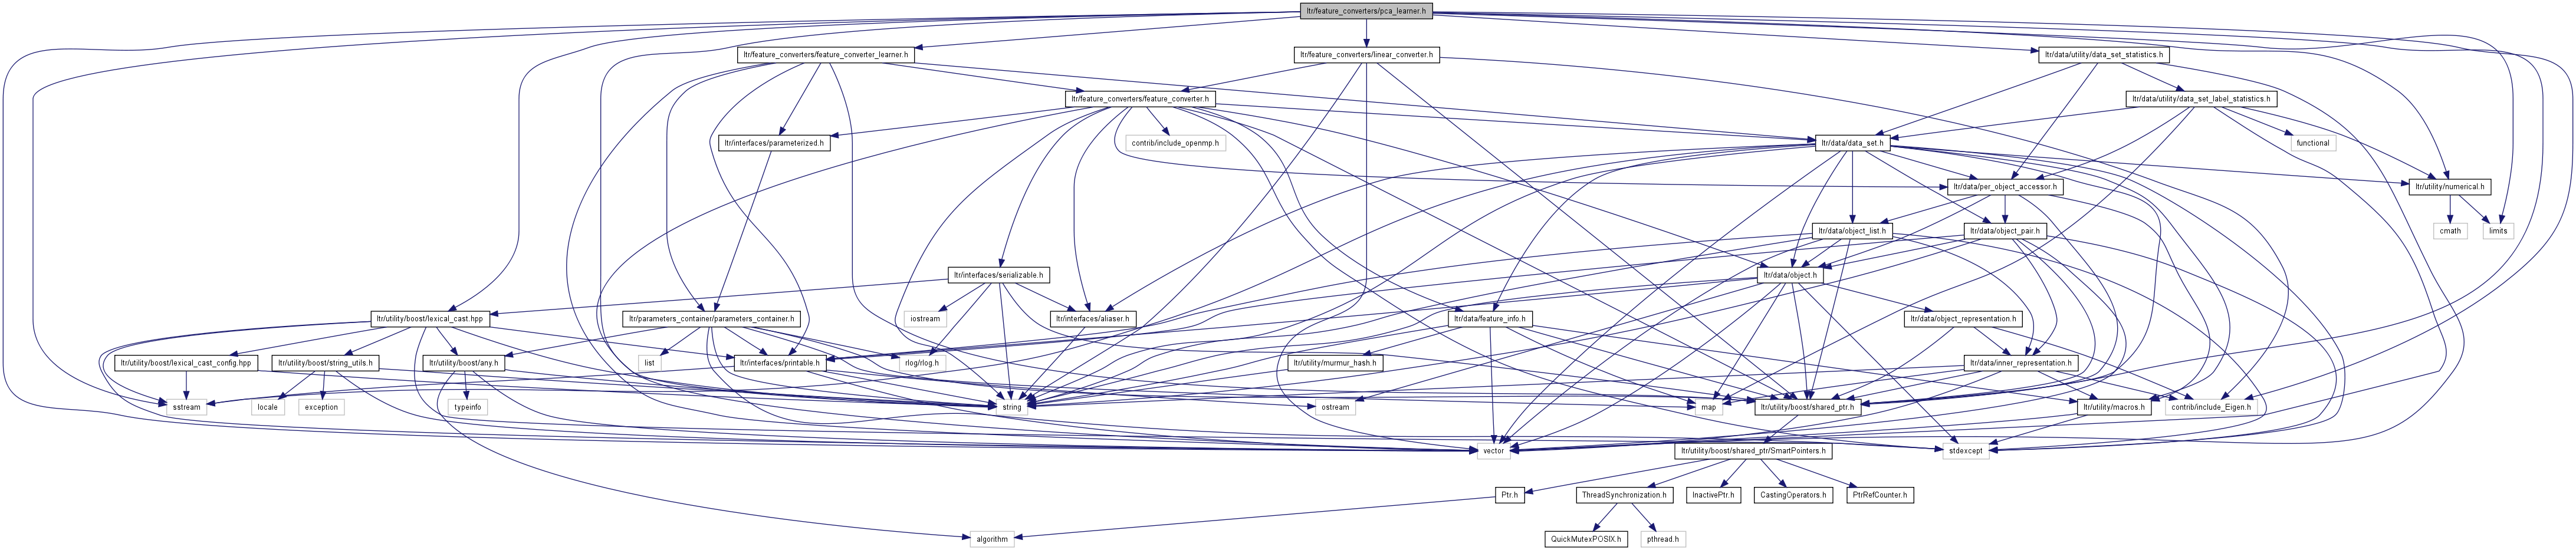 ltr/feature_converters/pca_learner.h
ltr/feature_converters/feature_converter_learner.h
ltr/feature_converters/linear_converter.h
ltr/data/utility/data_set_statistics.h
ltr/feature_converters/feature_converter.h
ltr/data/utility/data_set_label_statistics.h
ltr/interfaces/parameterized.h
contrib/include_openmp.h
ltr/data/data_set.h
functional
ltr/data/per_object_accessor.h
ltr/utility/numerical.h
ltr/data/object_list.h
ltr/data/object_pair.h
cmath
limits
ltr/interfaces/serializable.h
ltr/data/object.h
ltr/utility/boost/lexical_cast.hpp
ltr/parameters_container/parameters_container.h
iostream
ltr/interfaces/aliaser.h
ltr/data/feature_info.h
ltr/data/object_representation.h
ltr/utility/boost/lexical_cast_config.hpp
ltr/utility/boost/string_utils.h
ltr/utility/boost/any.h
list
ltr/interfaces/printable.h
rlog/rlog.h
ltr/utility/murmur_hash.h
ltr/data/inner_representation.h
sstream
locale
exception
typeinfo
string
ostream
map
ltr/utility/boost/shared_ptr.h
ltr/utility/macros.h
contrib/include_Eigen.h
vector
ltr/utility/boost/shared_ptr/SmartPointers.h
stdexcept
Ptr.h
ThreadSynchronization.h
InactivePtr.h
CastingOperators.h
PtrRefCounter.h
algorithm
QuickMutexPOSIX.h
pthread.h